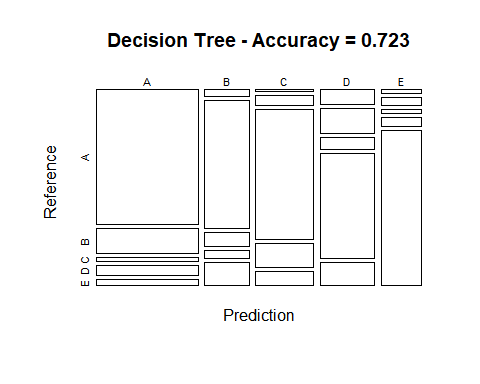 Decision Tree - Accuracy = 0.723
A B C D E
Reference
A
B
C
D
E
Prediction